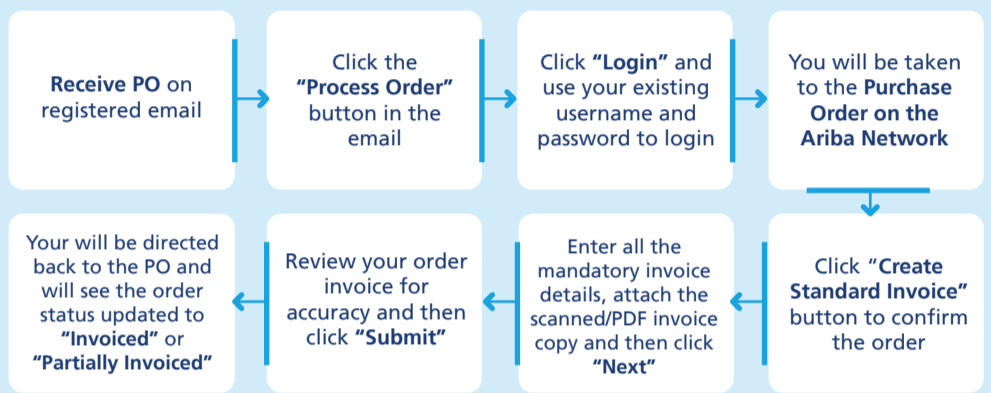 Receive PO on
registered email
Click the
“Process Order”
button in the
email
Click “Login” and
use your existing
username and
password to login
You will be taken
to the Purchase
Order on the
Ariba Network
Click “Create
Standard Invoice”
button to confirm
the order
Enter all the
mandatory invoice
details, attach the
scanned/PDF invoice
copy and then click
“Next”
Review your order
invoice for
accuracy and then
click “Submit”
Your will be directed
back to the PO and
will see the order
status updated to
“Invoiced” or
“Partially Invoiced”